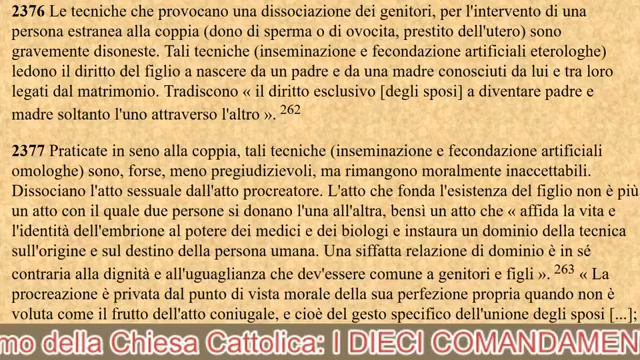 2376 Le tecniche che provocano una dissociazione dei genitori, per l'intervento di una
persona estranea alla coppia (dono di sperma o di ovocita, prestito dell'utero) sono
gravemente disoneste. Tali tecniche (inseminazione e fecondazione artificiali eterologhe)
ledono il diritto del figlio a nascere da un padre e da una madre conosciuti da lui e tra loro
legati dal matrimonio. Tradiscono « il diritto esclusivo [degli sposi] a diventare padre e
madre soltanto l'uno attraverso l'altro ». 262
2377 Praticate in seno alla coppia, tali tecniche (inseminazione e fecondazione artificiali
omologhe) sono, forse, meno pregiudizievoli, ma rimangono moralmente inaccettabili.
Dissociano l'atto sessuale dall'atto procreatore. L'atto che fonda l'esistenza del figlio non è più
un atto con il quale due persone si donano l'una all'altra, bensì un atto che « affida la vita e
l'identità dell'embrione al potere dei medici e dei biologi e instaura un dominio della tecnica
sull'origine e sul destino della persona umana. Una siffatta relazione di dominio è in sé
contraria alla dignità e all'uguaglianza che dev'essere comune a genitori e figli ». 263 « La
procreazione è privata dal punto di vista morale della sua perfezione propria quando non è
voluta come il frutto dell'atto coniugale, e cioè del gesto specifico dell'unione degli sposi [...];
mo della Chiesa Cattolica: I DIECI COMANDAMEN